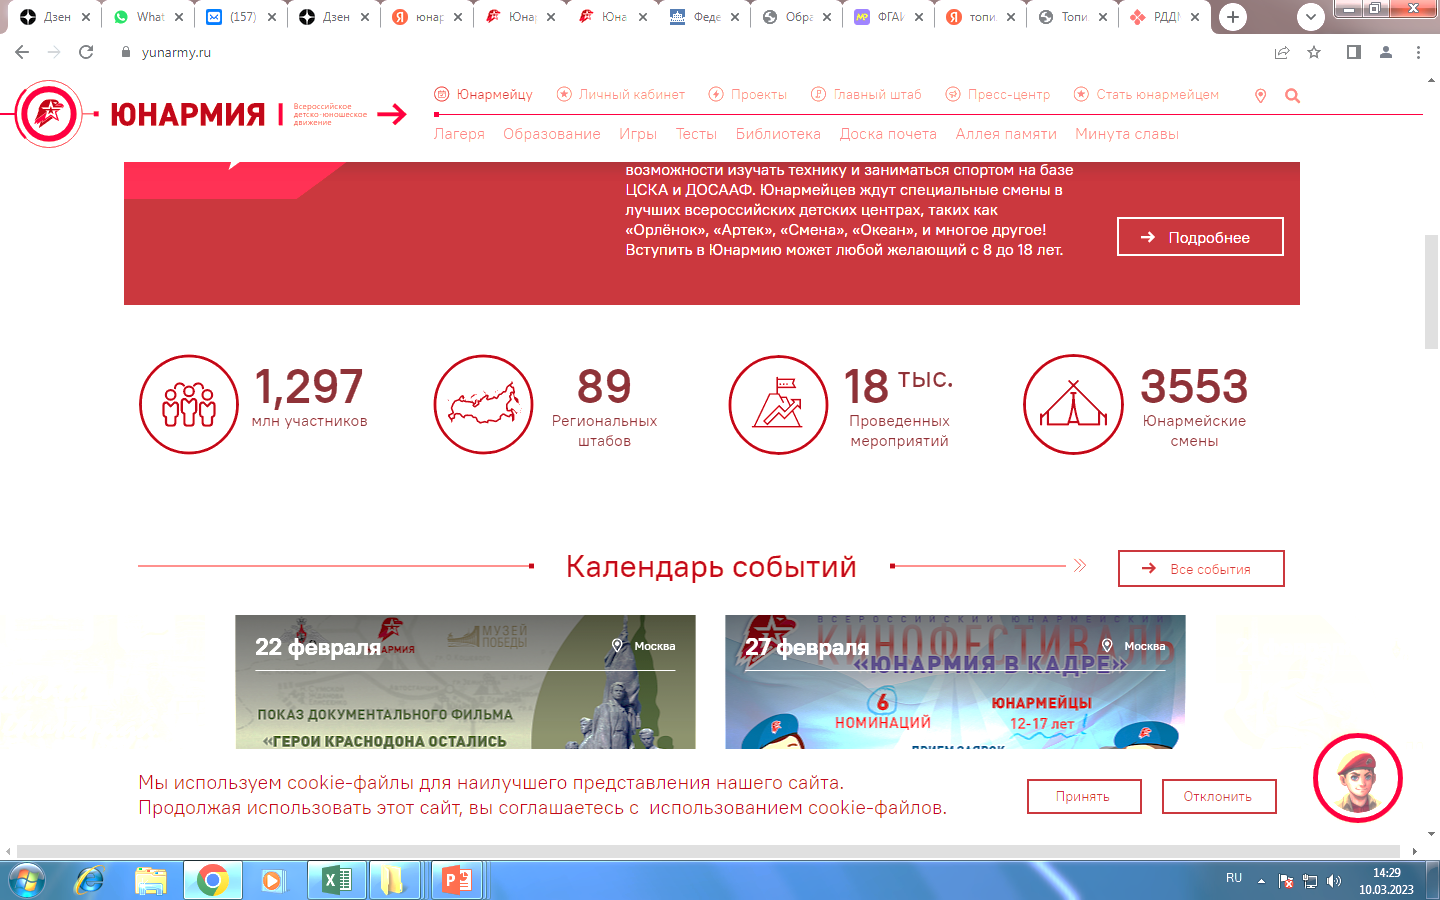 Дзен
What
(157)
Дзен
юнар
Юнар
Юна
Феде
Обра
ФГАИ
топи.
Топи
РДДМ
yunarmy.ru
ЮНАРМИЯ
Всероссийское
детско-юношеское
движение
Юнармейцу
Личный кабинет
Проекты
Главный штаб
Пресс-центр
Стать юнармейцем
Лагеря
Образование
Игры
Тесты
Библиотека
Доска почета
Аллея памяти
Минута славы
возможности изучать технику и заниматься спортом на базе
ЦСКА и ДОСААФ. Юнармейцев ждут специальные смены в
лучших всероссийских детских центрах, таких как
«Орлёнок», «Артек», «Смена», «Океан», и многое другое!
Вступить в Юнармию может любой желающий с 8 до 18 лет.
Подробнее
1,297
млн участников
89
Региональных
штабов
18 тыс.
Проведенных
мероприятий
3553
Юнармейские
смены
Календарь событий
Все события
22 февраля
Москва
МУЗЕЙ
ПОБЕДЫ
ПОКАЗ ДОКУМЕНТАЛЬНОГО ФИЛЬМА
«ГЕРОИ КРАСНОДОНА ОСТАЛИСЬ
ВСЕРОССИЙСКИЙ ЮНАРМЕЙСКИЙ
КИНОФЕСТИВАЛЬ
27 февраля
Москва
«ЮНАРМИЯ В КАДРЕ»
6
НОМИНАЦИЙ
ЮНАРМЕЙЦЫ
12-17 лет
ПРИЕМ ЗАЯВОК
Мы используем cookie-файлы для наилучшего представления нашего сайта.
Продолжая использовать этот сайт, вы соглашаетесь с использованием cookie-файлов.
Принять
Отклонить
RU
14:29
10.03.2023